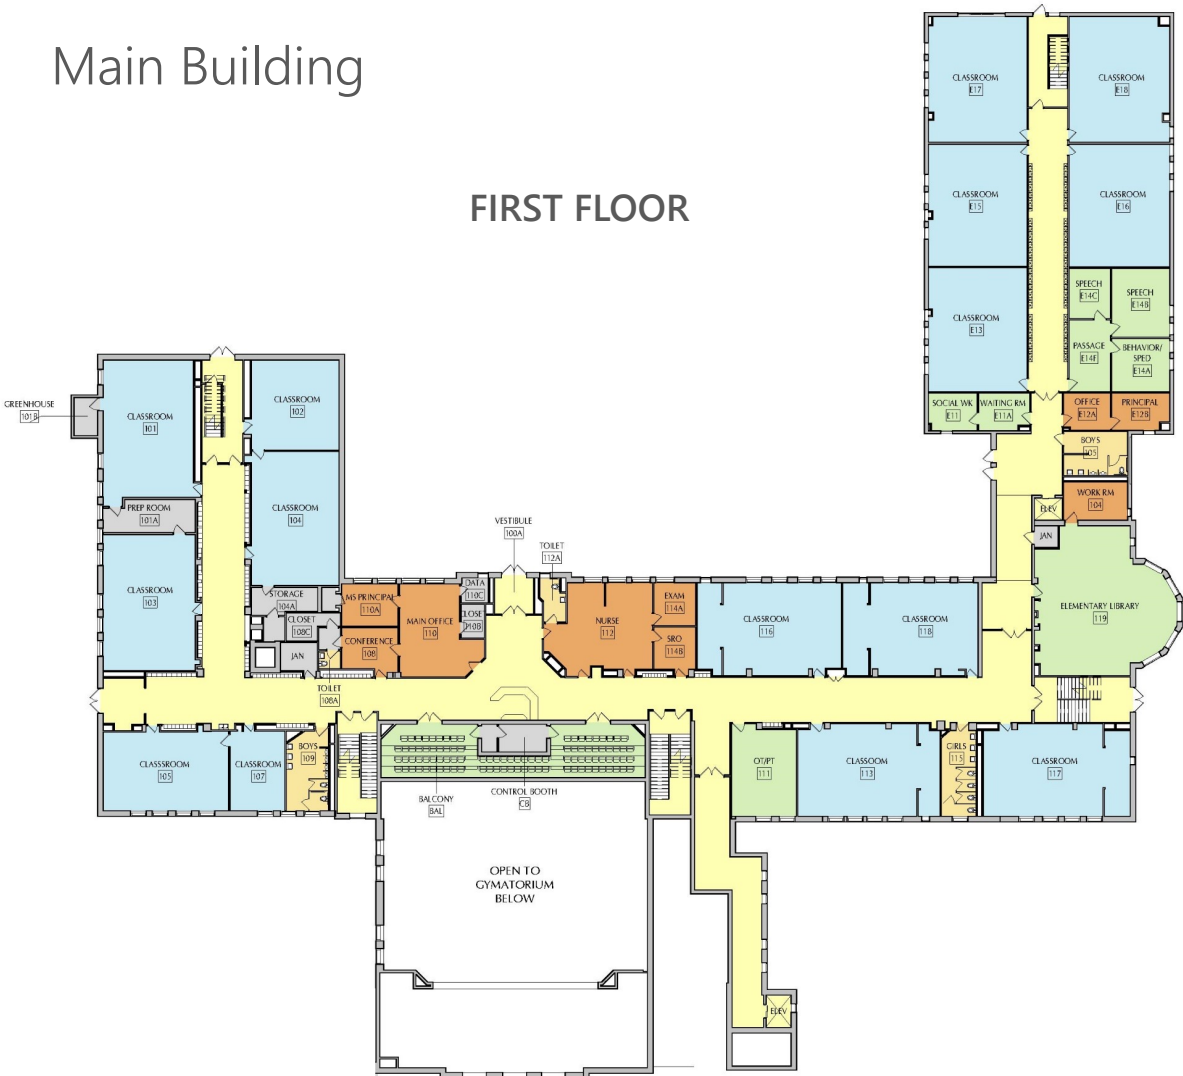 Main Building
FIRST FLOOR
CLASSROOM
E17
CLASSROOM
E18
CLASSROOM
E15
CLASSROOM
E16
CLASSROOM
E13
SPEECH
E14C
SPEECH
E14B
PASSAGE
E14F
BEHAVIOR/
SPED
E14A
SOCIAL WK
E11
WAITING RM
E11A
OFFICE
E12A
PRINCIPAL
E12B
BOYS
105
WORK RM
104
ELEV
JAN
ELEMENTARY LIBRARY
119
GREENHOUSE
101B
CLASSROOM
101
CLASSROOM
102
PREP ROOM
101A
CLASSROOM
104
CLASSROOM
103
STORAGE
104A
CLOSET
108C
JAN
TOILET
108A
MS PRINCIPAL
110A
CONFERENCE
108
MAIN OFFICE
110
DATA
110C
CLOSE
110B
VESTIBULE
100A
TOILET
112A
NURSE
112
EXAM
114A
SRO
114B
CLASSROOM
116
CLASSROOM
118
CLASSSROOM
105
CLASSROOM
107
BOYS
109
BALCONY
BAL
CONTROL BOOTH
CB
OT/PT
111
CLASSOOM
113
GIRLS
115
CLASSROOM
117
OPEN TO
GYMATORIUM
BELOW
ELEV